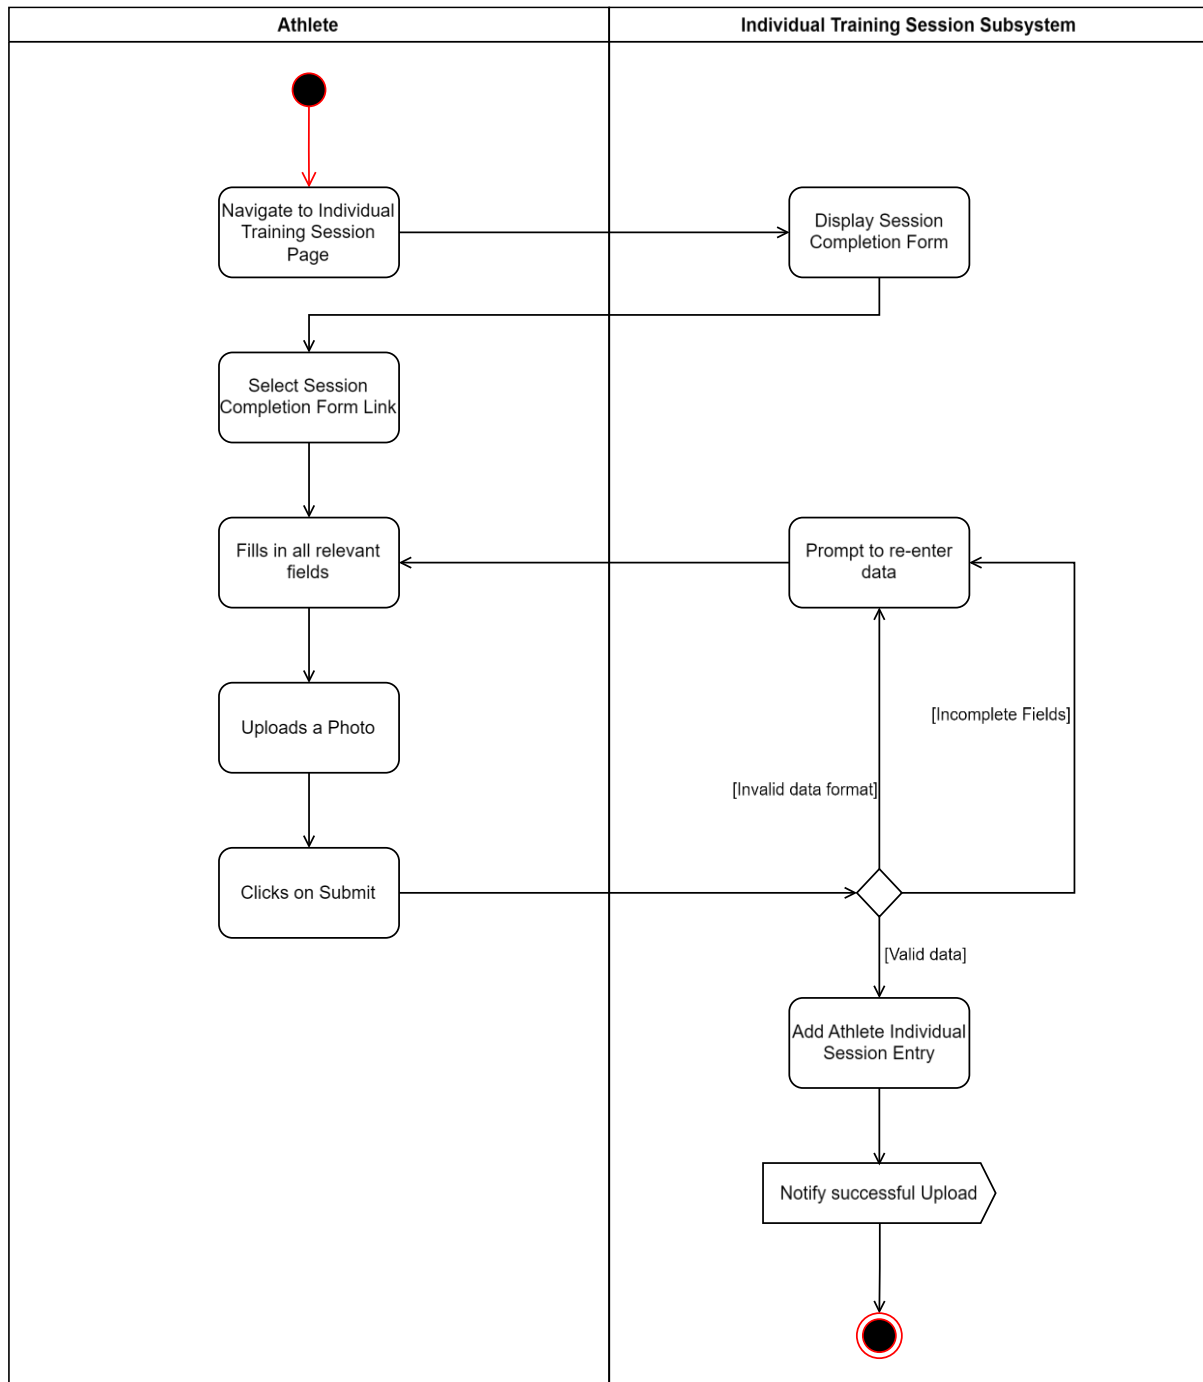 Athlete
Individual Training Session Subsystem
Navigate to Individual
Training Session
Page
Display Session
Completion Form
Select Session
Completion Form Link
Fills in all relevant
fields
Prompt to re-enter
data
Uploads a Photo
[Incomplete Fields]
[Invalid data format]
Clicks on Submit
[Valid data]
Add Athlete Individual
Session Entry
Notify successful Upload